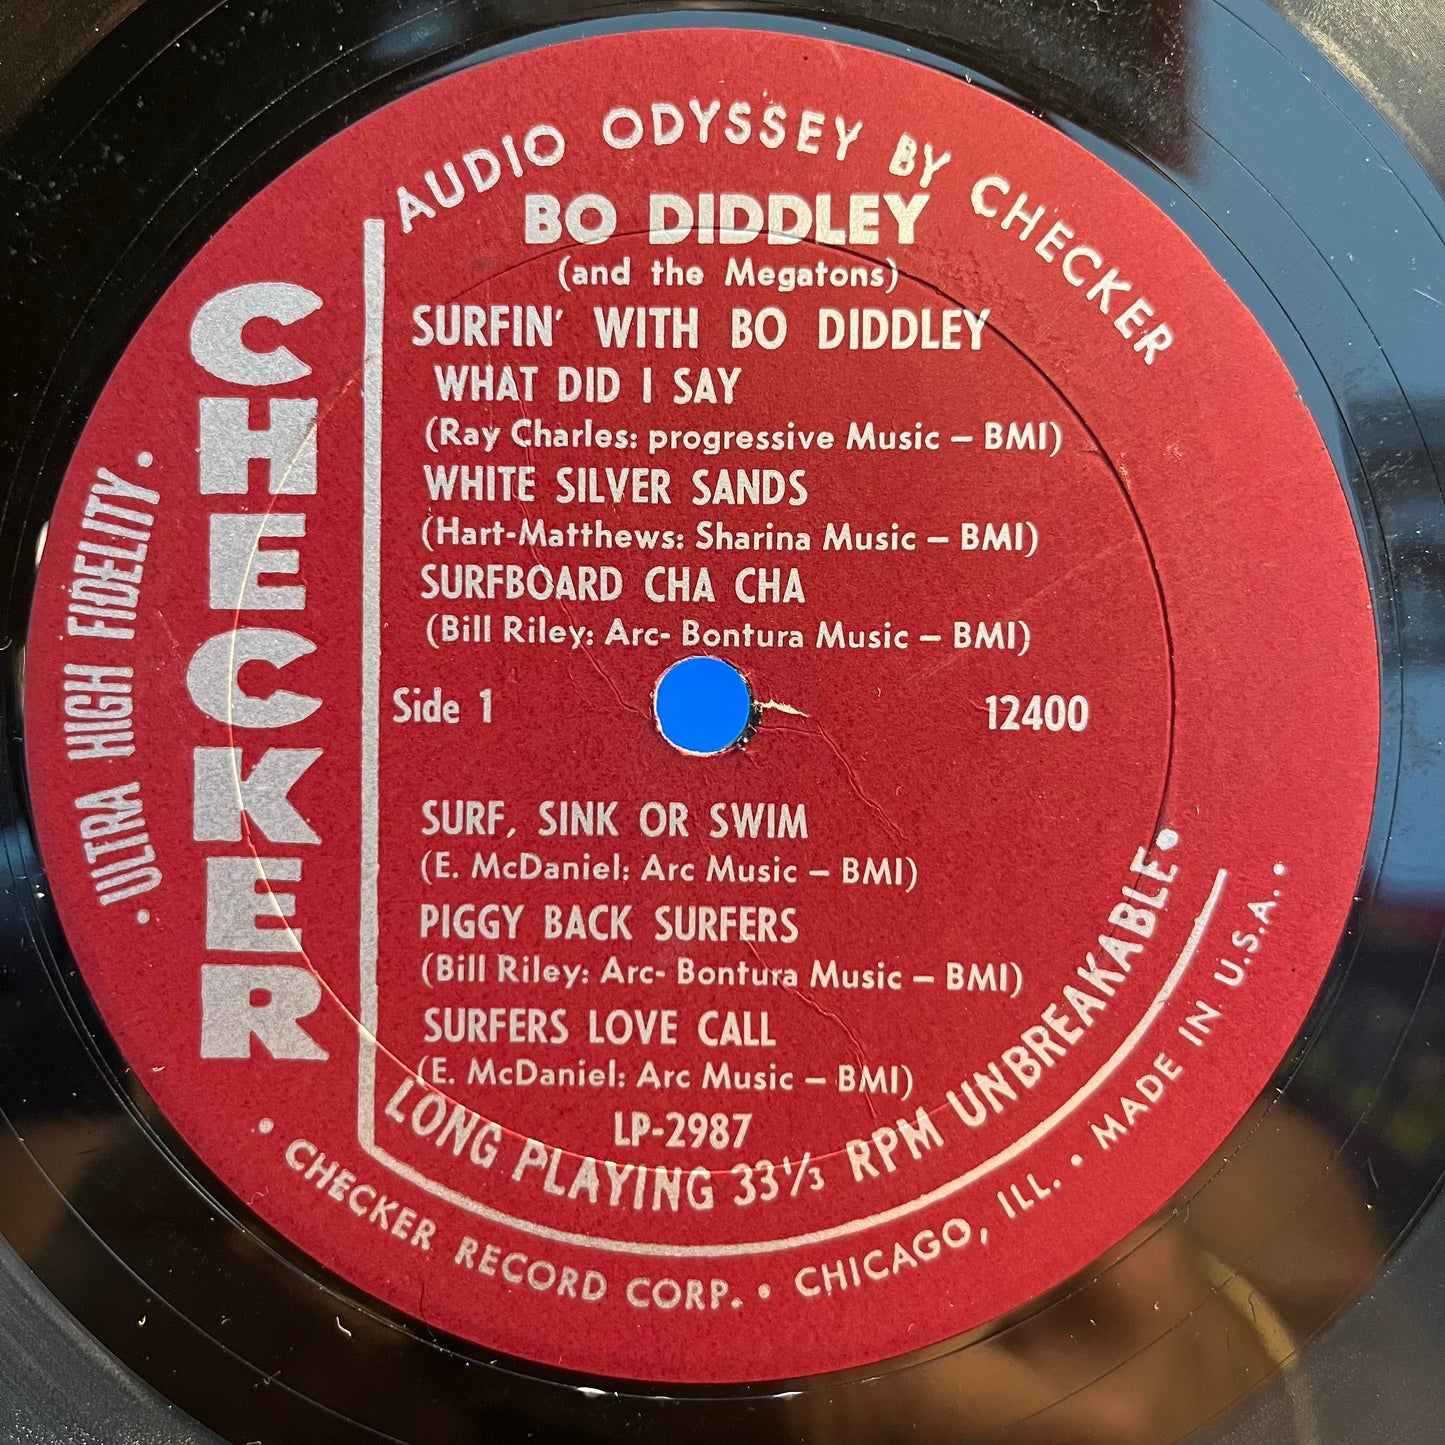 AUDIO ODYSSEY BY CHECKER
BO DIDDLEY
(and the Megatons)
SURFIN' WITH BO DIDDLEY
WHAT DID I SAY
(Ray Charles: progressive Music – BMI)
WHITE SILVER SANDS
(Hart-Matthews: Sharina Music – BMI)
SURFBOARD CHA CHA
(Bill Riley: Arc- Bontura Music – BMI)
Side 1
12400
SURF, SINK OR SWIM
(E. McDaniel: Arc Music – BMI)
PIGGY BACK SURFERS
(Bill Riley: Arc- Bontura Music – BMI)
SURFERS LOVE CALL
(E. McDaniel: Arc Music – BMI)
LP-2987
LONG PLAYING 33⅓ RPM UNBREAKABLE •
CHECKER
• ULTRA HIGH FIDELITY •
• CHECKER RECORD CORP. • CHICAGO, ILL. • MADE IN U.S.A. •